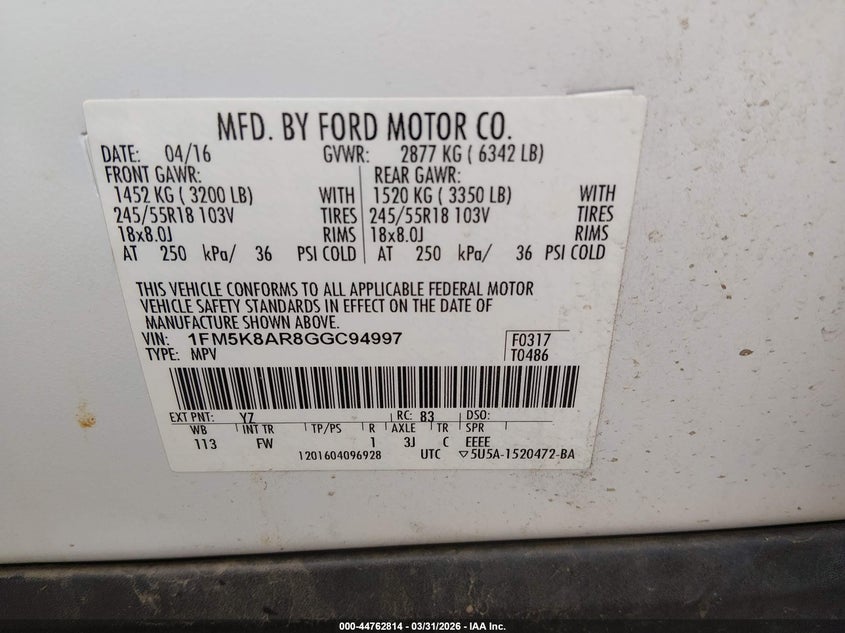 MFD. BY FORD MOTOR CO.
DATE: 04/16 GVWR: 2877 KG ( 6342 LB)
FRONT GAWR: REAR GAWR:
1452 KG ( 3200 LB) WITH 1520 KG ( 3350 LB) WITH
245/55R18 103V TIRES 245/55R18 103V TIRES
18x8.0J RIMS 18x8.0J RIMS
AT 250 kPa/ 36 PSI COLD AT 250 kPa/ 36 PSI COLD
THIS VEHICLE CONFORMS TO ALL APPLICABLE FEDERAL MOTOR
VEHICLE SAFETY STANDARDS IN EFFECT ON THE DATE OF
MANUFACTURE SHOWN ABOVE.
VIN: 1FM5K8AR8GGC94997 F0317
TYPE: MPV T0486
EXT PNT: YZ RC: 83 DSO:
WB INT TR TP/PS R AXLE TR SPR
113 FW 1 3J C EEEE
1201604096928 UTC ▽5U5A-1520472-BA
000-44762814 - 03/31/2026 - IAA Inc.